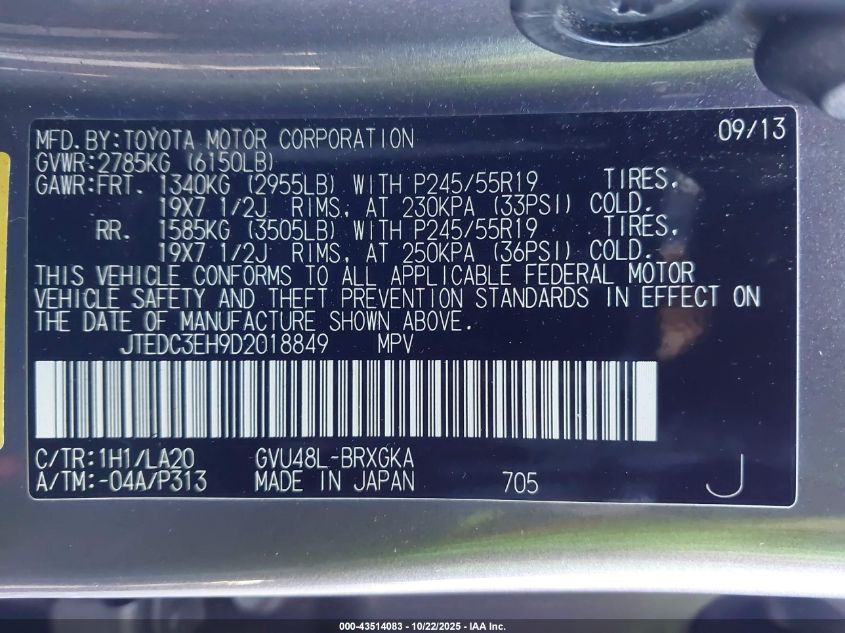 MFD.BY:TOYOTA MOTOR CORPORATION 09/13
GVWR:2785KG (6150LB)
GAWR:FRT. 1340KG (2955LB) WITH P245/55R19 TIRES,
19X7 1/2J RIMS, AT 230KPA (33PSI) COLD.
RR. 1585KG (3505LB) WITH P245/55R19 TIRES,
19X7 1/2J RIMS, AT 250KPA (36PSI) COLD.
THIS VEHICLE CONFORMS TO ALL APPLICABLE FEDERAL MOTOR
VEHICLE SAFETY AND THEFT PREVENTION STANDARDS IN EFFECT ON
THE DATE OF MANUFACTURE SHOWN ABOVE.
JTEDC3EH9D2018849 MPV
C/TR:1H1/LA20 GVU48L-BRXGKA
A/TM:-04A/P313 MADE IN JAPAN 705 J
000-43514083 - 10/22/2025 - IAA Inc.